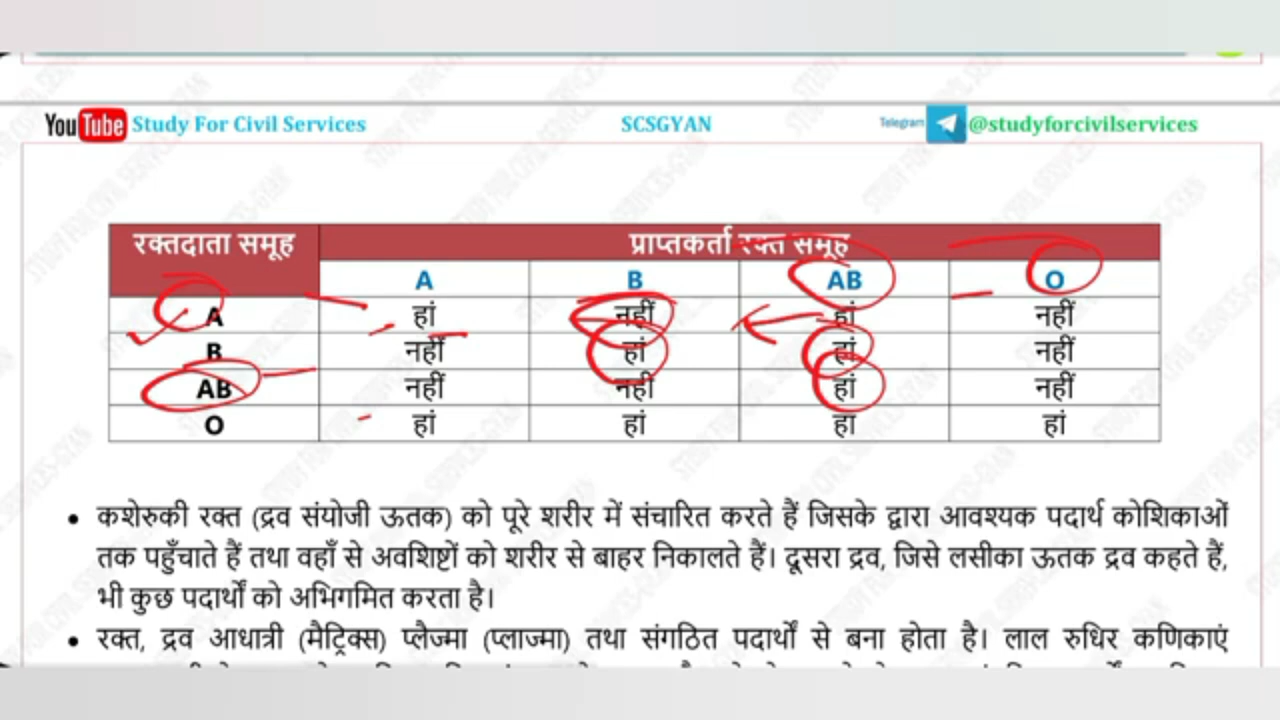 YouTube Study For Civil Services SCSGYAN Telegram @studyforcivilservices
रक्तदाता समूह प्राप्तकर्ता रक्त समूह
A B AB O
A हां नहीं हां नहीं
B नहीं हां हां नहीं
AB नहीं नहीं हां नहीं
O हां हां हां हां
• कशेरुकी रक्त (द्रव संयोजी ऊतक) को पूरे शरीर में संचारित करते हैं जिसके द्वारा आवश्यक पदार्थ कोशिकाओं
तक पहुँचाते हैं तथा वहाँ से अवशिष्टों को शरीर से बाहर निकालते हैं। दूसरा द्रव, जिसे लसीका ऊतक द्रव कहते हैं,
भी कुछ पदार्थों को अभिगमित करता है।
• रक्त, द्रव आधात्री (मैट्रिक्स) प्लैज्मा (प्लाज्मा) तथा संगठित पदार्थों से बना होता है। लाल रुधिर कणिकाएं